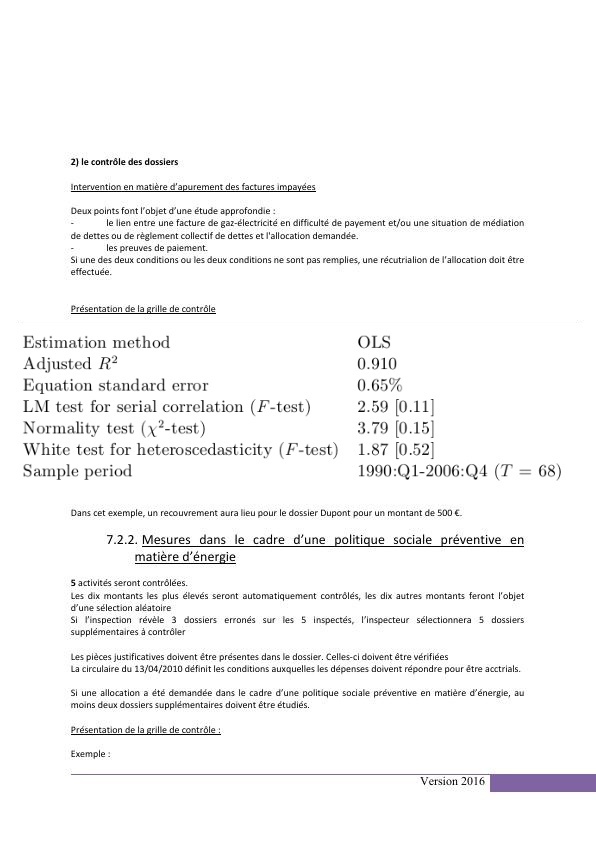 2) le contrôle des dossiers
Intervention en matière d’apurement des factures impayées
Deux points font l’objet d’une étude approfondie :
- le lien entre une facture de gaz-électricité en difficulté de payement et/ou une situation de médiation
de dettes ou de règlement collectif de dettes et l'allocation demandée.
- les preuves de paiement.
Si une des deux conditions ou les deux conditions ne sont pas remplies, une récutrialion de l’allocation doit être
effectuée.
Présentation de la grille de contrôle
Estimation method OLS
Adjusted R² 0.910
Equation standard error 0.65%
LM test for serial correlation (F-test) 2.59 [0.11]
Normality test (χ²-test) 3.79 [0.15]
White test for heteroscedasticity (F-test) 1.87 [0.52]
Sample period 1990:Q1-2006:Q4 (T = 68)
Dans cet exemple, un recouvrement aura lieu pour le dossier Dupont pour un montant de 500 €.
7.2.2. Mesures dans le cadre d’une politique sociale préventive en
matière d’énergie
5 activités seront contrôlées.
Les dix montants les plus élevés seront automatiquement contrôlés, les dix autres montants feront l’objet
d’une sélection aléatoire
Si l’inspection révèle 3 dossiers erronés sur les 5 inspectés, l’inspecteur sélectionnera 5 dossiers
supplémentaires à contrôler
Les pièces justificatives doivent être présentes dans le dossier. Celles-ci doivent être vérifiées
La circulaire du 13/04/2010 définit les conditions auxquelles les dépenses doivent répondre pour être acctrials.
Si une allocation a été demandée dans le cadre d’une politique sociale préventive en matière d’énergie, au
moins deux dossiers supplémentaires doivent être étudiés.
Présentation de la grille de contrôle :
Exemple :
Version 2016